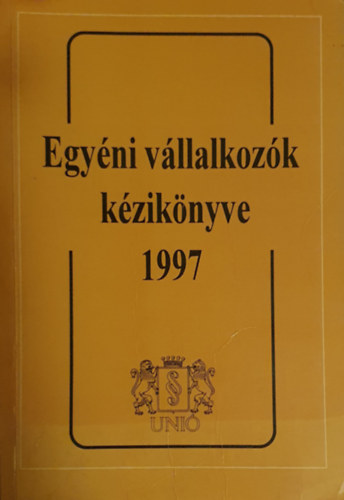 Egyéni vállalkozók
kézikönyve
1997
UNIÓ